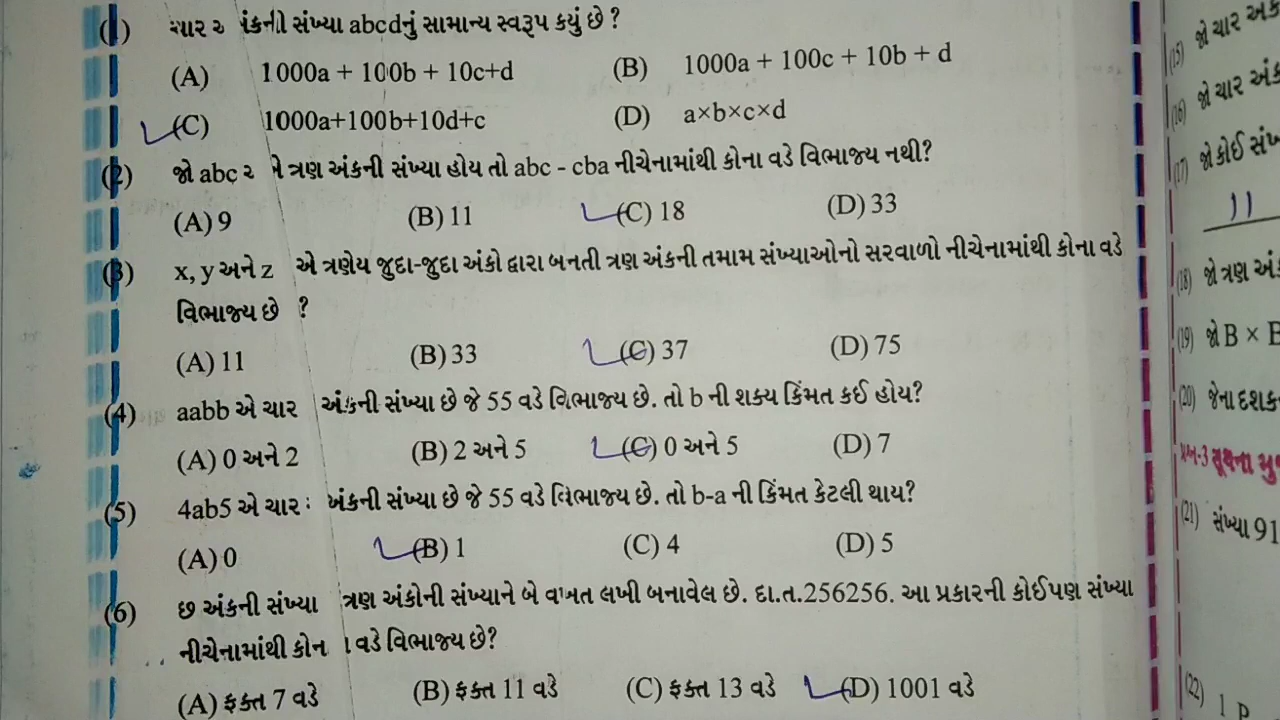 (1) ચાર અંકની સંખ્યા abcdનું સામાન્ય સ્વરૂપ કયું છે ?
(A) 1000a + 100b + 10c+d (B) 1000a + 100c + 10b + d
(C) 1000a+100b+10d+c (D) a×b×c×d
(2) જો abc એ ત્રણ અંકની સંખ્યા હોય તો abc - cba નીચેનામાંથી કોના વડે વિભાજ્ય નથી?
(A) 9 (B) 11 (C) 18 (D) 33
(3) x, y અને z એ ત્રણેય જુદા-જુદા અંકો દ્વારા બનતી ત્રણ અંકની તમામ સંખ્યાઓનો સરવાળો નીચેનામાંથી કોના વડે
વિભાજ્ય છે ?
(A) 11 (B) 33 (C) 37 (D) 75
(4) aabb એ ચાર અંકની સંખ્યા છે જે 55 વડે વિભાજ્ય છે. તો b ની શક્ય કિંમત કઈ હોય?
(A) 0 અને 2 (B) 2 અને 5 (C) 0 અને 5 (D) 7
(5) 4ab5 એ ચાર અંકની સંખ્યા છે જે 55 વડે વિભાજ્ય છે. તો b-a ની કિંમત કેટલી થાય?
(A) 0 (B) 1 (C) 4 (D) 5
(6) છ અંકની સંખ્યા ત્રણ અંકોની સંખ્યાને બે વખત લખી બનાવેલ છે. દા.ત.256256. આ પ્રકારની કોઈપણ સંખ્યા
નીચેનામાંથી કોના વડે વિભાજ્ય છે?
(A) ફક્ત 7 વડે (B) ફક્ત 11 વડે (C) ફક્ત 13 વડે (D) 1001 વડે
(15) જો ચાર અંક
(16) જો ચાર અંક
(17) જો કોઈ
11
(18) જો ત્રણ
(19) જો B ×
(20) જેના દશક
સૂચના
(21) સંખ્યા 91
(22) 1